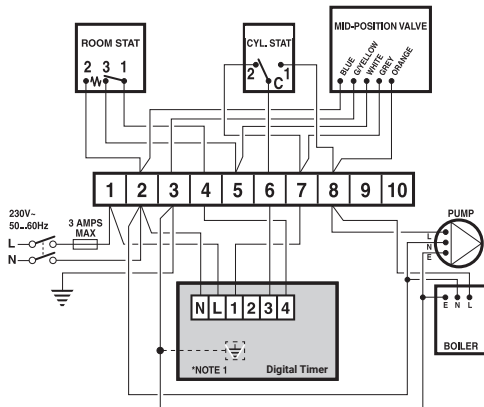 ROOM STAT
2 3 1
CYL. STAT
2 C 1
MID-POSITION VALVE
BLUE
G/YELLOW
WHITE
GREY
ORANGE
1 2 3 4 5 6 7 8 9 10
230V~
50...60Hz
3 AMPS
MAX
L
N
PUMP
L
N
E
N L 1 2 3 4
*NOTE 1
Digital Timer
E N L
BOILER